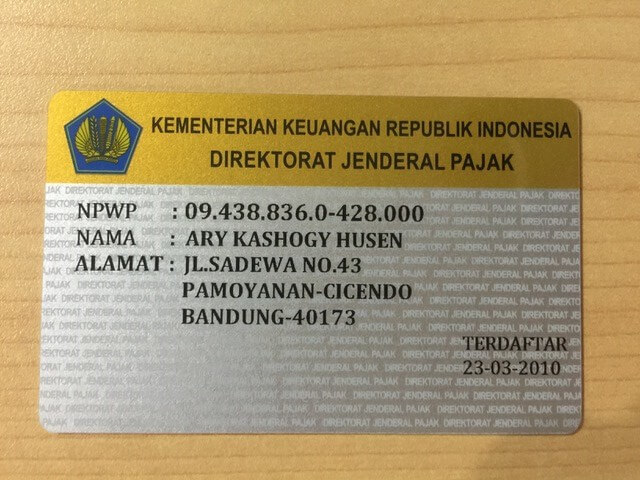 KEMENTERIAN KEUANGAN REPUBLIK INDONESIA
DIREKTORAT JENDERAL PAJAK
NPWP : 09.438.836.0-428.000
NAMA : ARY KASHOGY HUSEN
ALAMAT : JL.SADEWA NO.43
PAMOYANAN-CICENDO
BANDUNG-40173
TERDAFTAR
23-03-2010